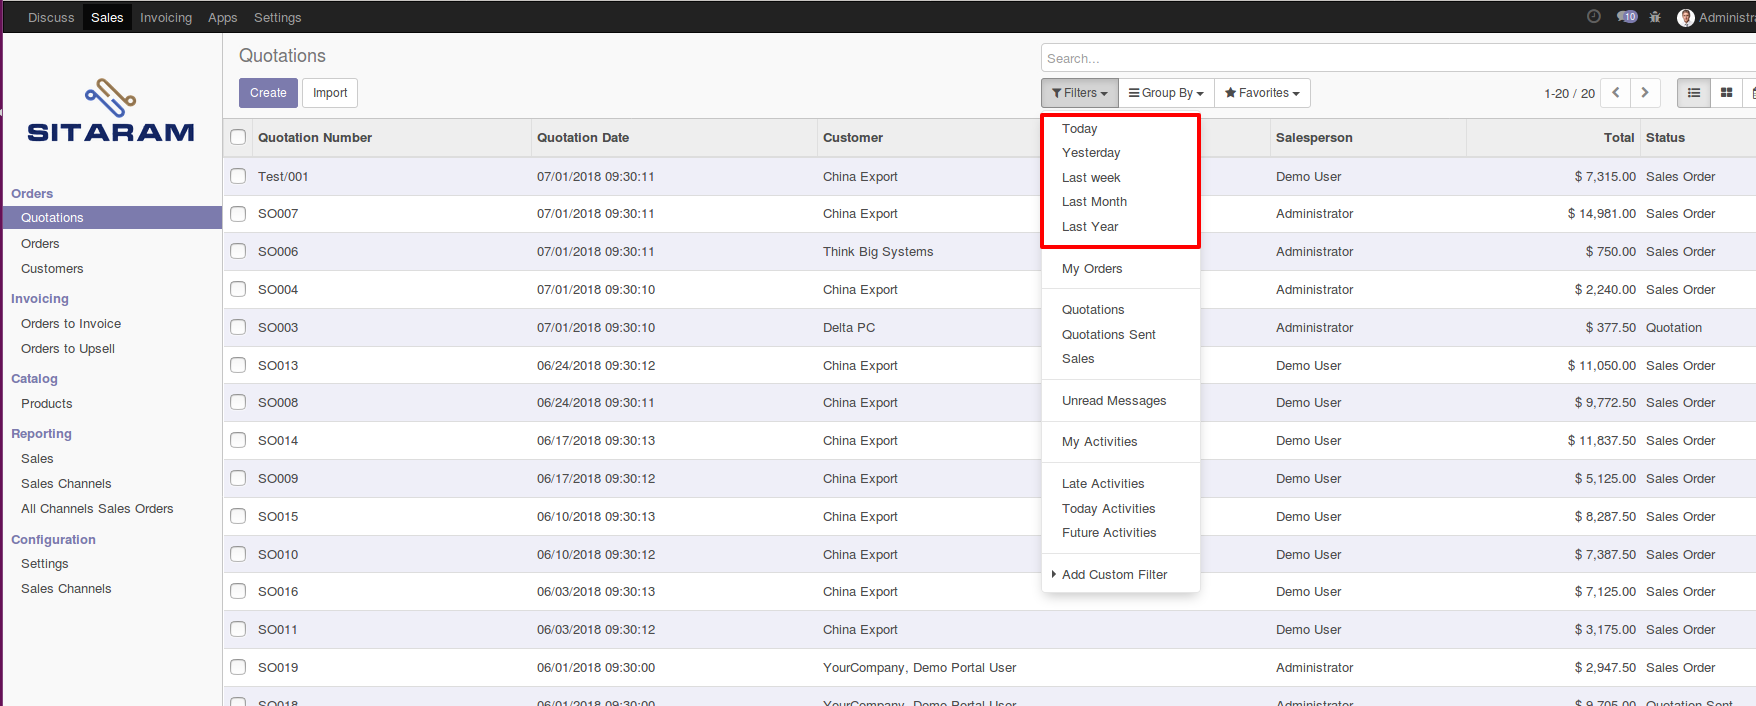 Discuss Sales Invoicing Apps Settings 10 Administr
SITARAM
Orders
Quotations
Orders
Customers
Invoicing
Orders to Invoice
Orders to Upsell
Catalog
Products
Reporting
Sales
Sales Channels
All Channels Sales Orders
Configuration
Settings
Sales Channels
Quotations
Search...
Create Import
Filters Group By Favorites 1-20 / 20
Today
Yesterday
Last week
Last Month
Last Year
My Orders
Quotations
Quotations Sent
Sales
Unread Messages
My Activities
Late Activities
Today Activities
Future Activities
Add Custom Filter
Quotation Number Quotation Date Customer Salesperson Total Status
Test/001 07/01/2018 09:30:11 China Export Demo User $ 7,315.00 Sales Order
SO007 07/01/2018 09:30:11 China Export Administrator $ 14,981.00 Sales Order
SO006 07/01/2018 09:30:11 Think Big Systems Administrator $ 750.00 Sales Order
SO004 07/01/2018 09:30:10 China Export Administrator $ 2,240.00 Sales Order
SO003 07/01/2018 09:30:10 Delta PC Administrator $ 377.50 Quotation
SO013 06/24/2018 09:30:12 China Export Demo User $ 11,050.00 Sales Order
SO008 06/24/2018 09:30:11 China Export Demo User $ 9,772.50 Sales Order
SO014 06/17/2018 09:30:13 China Export Demo User $ 11,837.50 Sales Order
SO009 06/17/2018 09:30:12 China Export Demo User $ 5,125.00 Sales Order
SO015 06/10/2018 09:30:13 China Export Demo User $ 8,287.50 Sales Order
SO010 06/10/2018 09:30:12 China Export Demo User $ 7,387.50 Sales Order
SO016 06/03/2018 09:30:13 China Export Demo User $ 7,125.00 Sales Order
SO011 06/03/2018 09:30:12 China Export Demo User $ 3,175.00 Sales Order
SO019 06/01/2018 09:30:00 YourCompany, Demo Portal User Administrator $ 2,947.50 Sales Order
SO018 06/01/2018 09:30:00 YourCompany, Demo Portal User Administrator $ 9,705.00 Quotation Sent